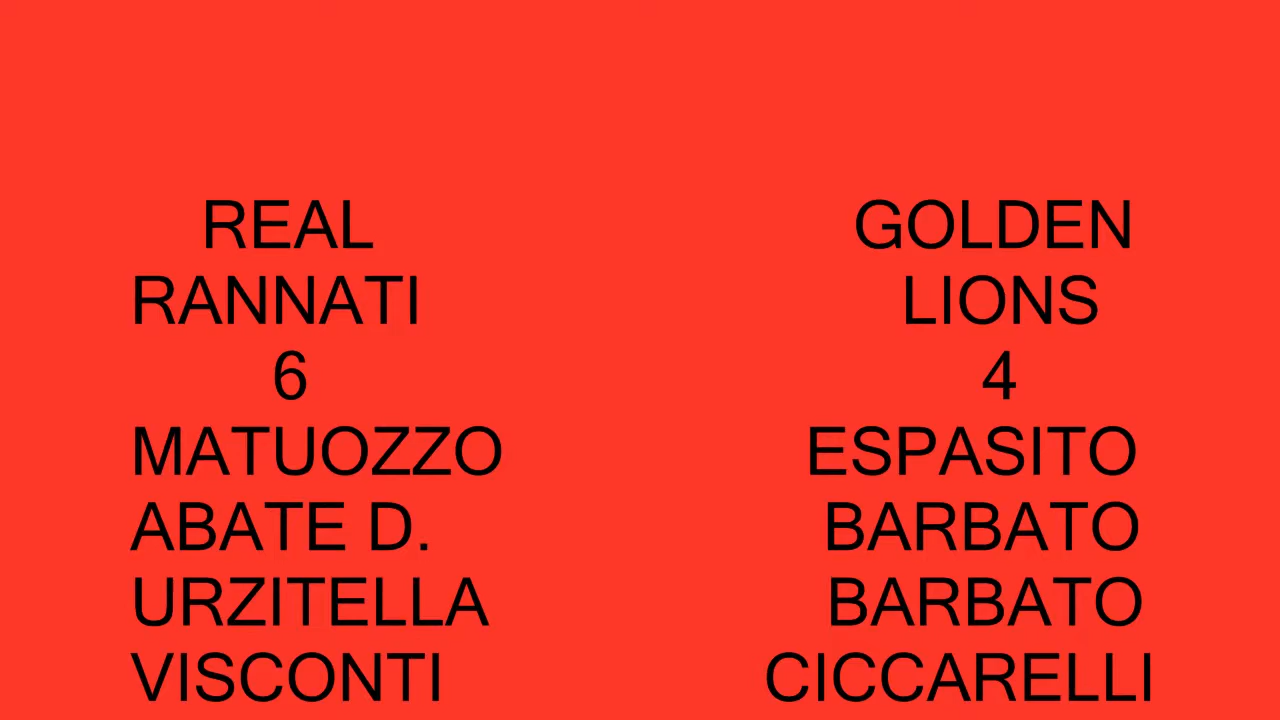 REAL
RANNATI
6
MATUOZZO
ABATE D.
URZITELLA
VISCONTI
GOLDEN
LIONS
4
ESPASITO
BARBATO
BARBATO
CICCARELLI